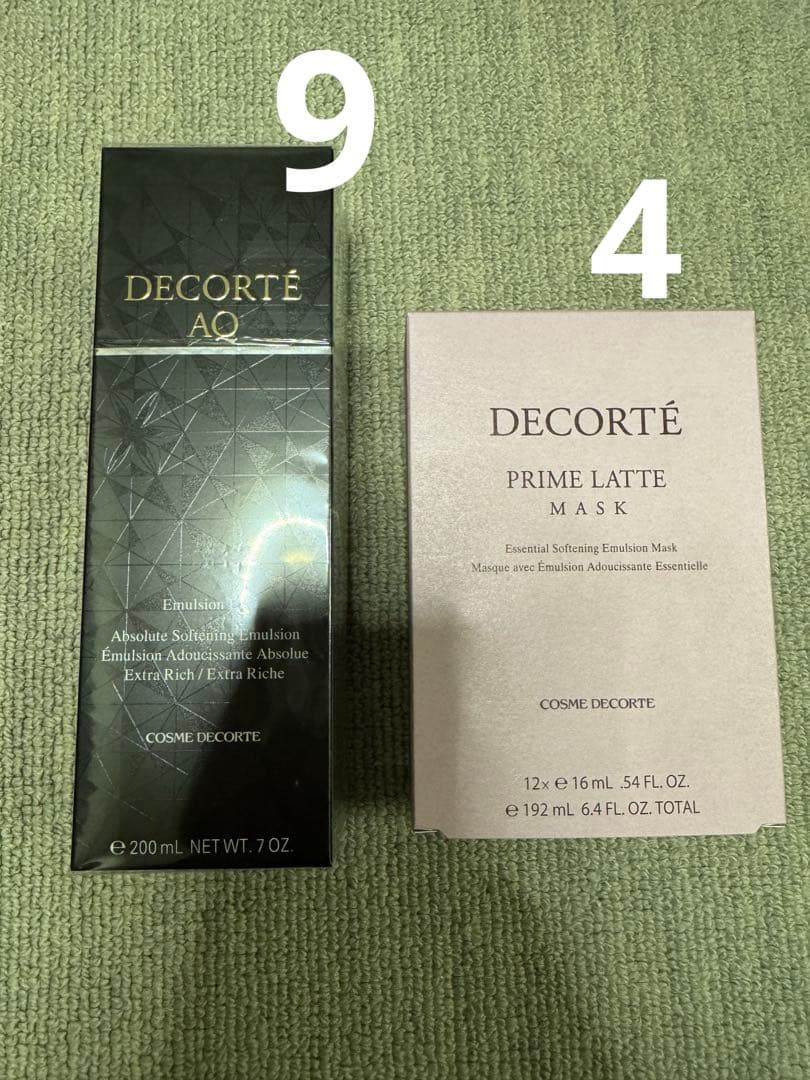 9
DECORTÉ
AQ
Emulsion
Absolute Softening Emulsion
Émulsion Adoucissante Absolue
Extra Rich / Extra Riche
COSME DECORTE
℮ 200 mL NET WT. 7 OZ.
4
DECORTÉ
PRIME LATTE
MASK
Essential Softening Emulsion Mask
Masque avec Émulsion Adoucissante Essentielle
COSME DECORTE
12x ℮ 16 mL .54 FL. OZ.
℮ 192 mL 6.4 FL. OZ. TOTAL